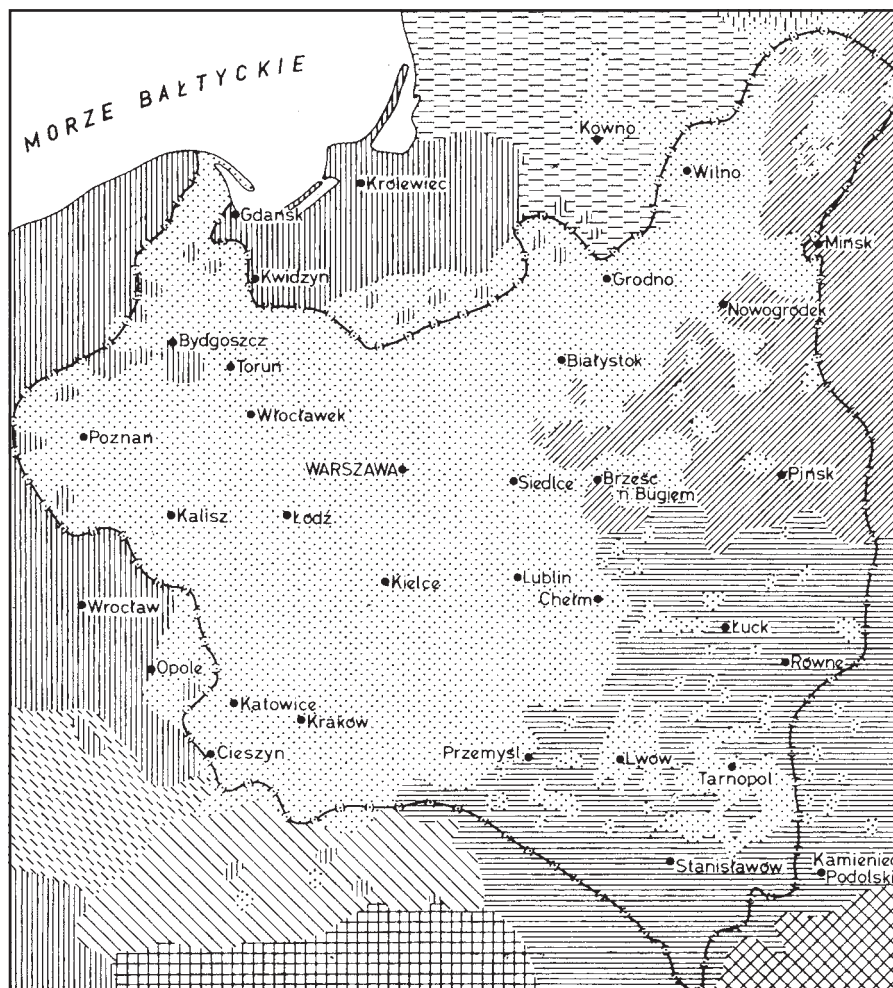 MORZE BAŁTYCKIE
Kowno
Wilno
Królewiec
Gdańsk
Mińsk
Kwidzyn
Grodno
Nowogródek
Bydgoszcz
Toruń
Białystok
Włocławek
Poznań
WARSZAWA
Siedlce
Brześć
n Bugiem
Pińsk
Kalisz
Łódź
Kielce
Lublin
Chełm
Wrocław
Łuck
Równe
Opole
Katowice
Kraków
Cieszyn
Przemyśl
Lwów
Tarnopol
Stanisławów
Kamieniec
Podolski